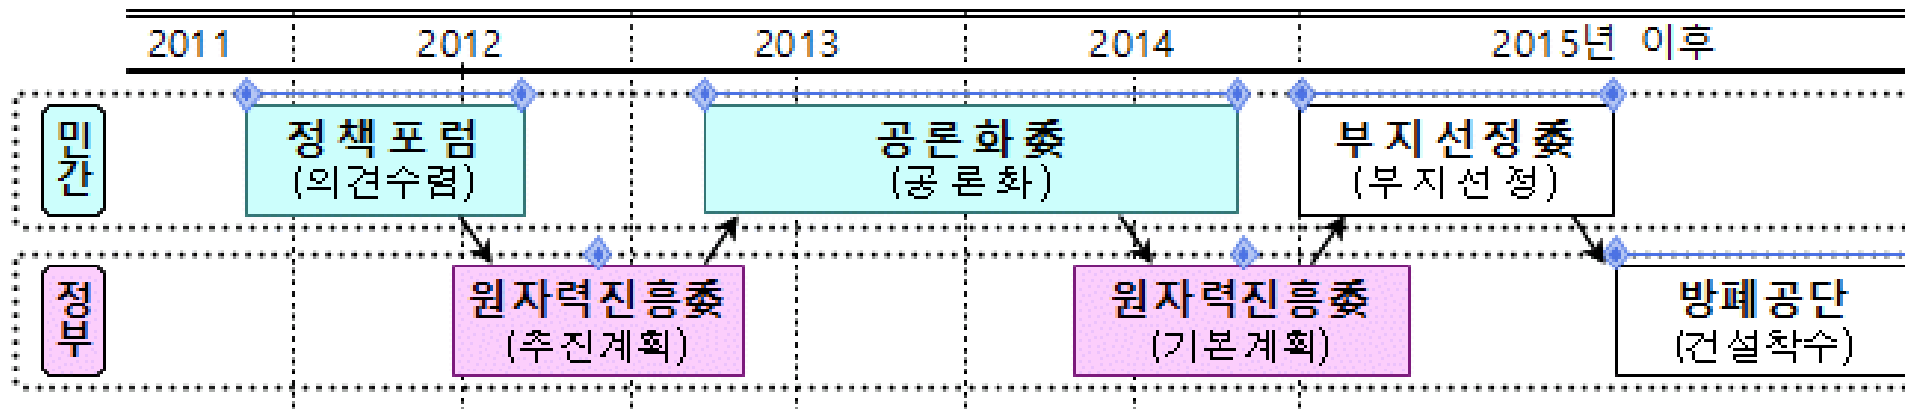 2011 2012 2013 2014 2015년 이후
민간
정책포럼
(의견수렴)
공론화委
(공론화)
부지선정委
(부지선정)
정부
원자력진흥委
(추진계획)
원자력진흥委
(기본계획)
방폐공단
(건설착수)